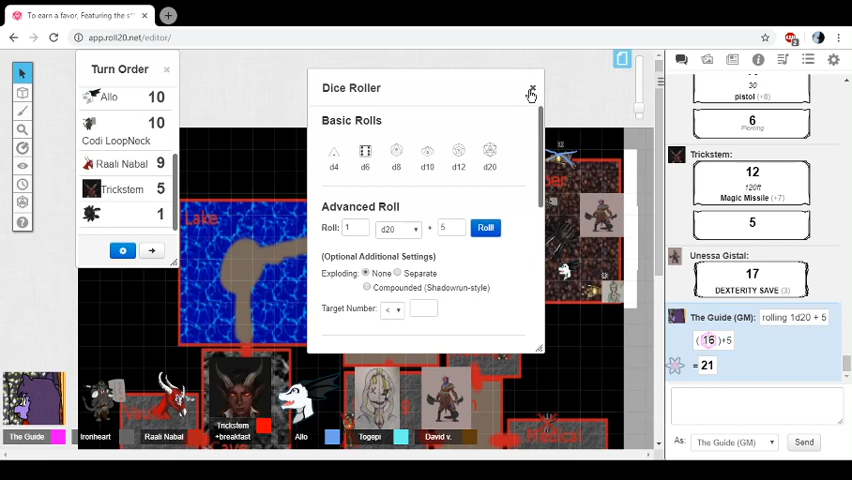 To earn a favor, Featuring the st
app.roll20.net/editor/
Turn Order
Allo 10
10
Codi LoopNeck
Raali Nabal 9
Trickstem 5
1
Dice Roller
Basic Rolls
d4 d6 d8 d10 d12 d20
Advanced Roll
Roll: 1 d20 + 5 Roll!
(Optional Additional Settings)
Exploding: None Separate
Compounded (Shadowrun-style)
Target Number: <
Lake
pistol (+8)
6
Piercing
Trickstem:
12
120ft
Magic Missile (+7)
5
Unessa Gistal:
17
DEXTERITY SAVE (3)
The Guide (GM): rolling 1d20 + 5
(16)+5
= 21
As: The Guide (GM) Send
The Guide
Ironheart
Raali Nabal
Trickstem
+breakfast
Allo
Togepi
David v.
Medical
Cave